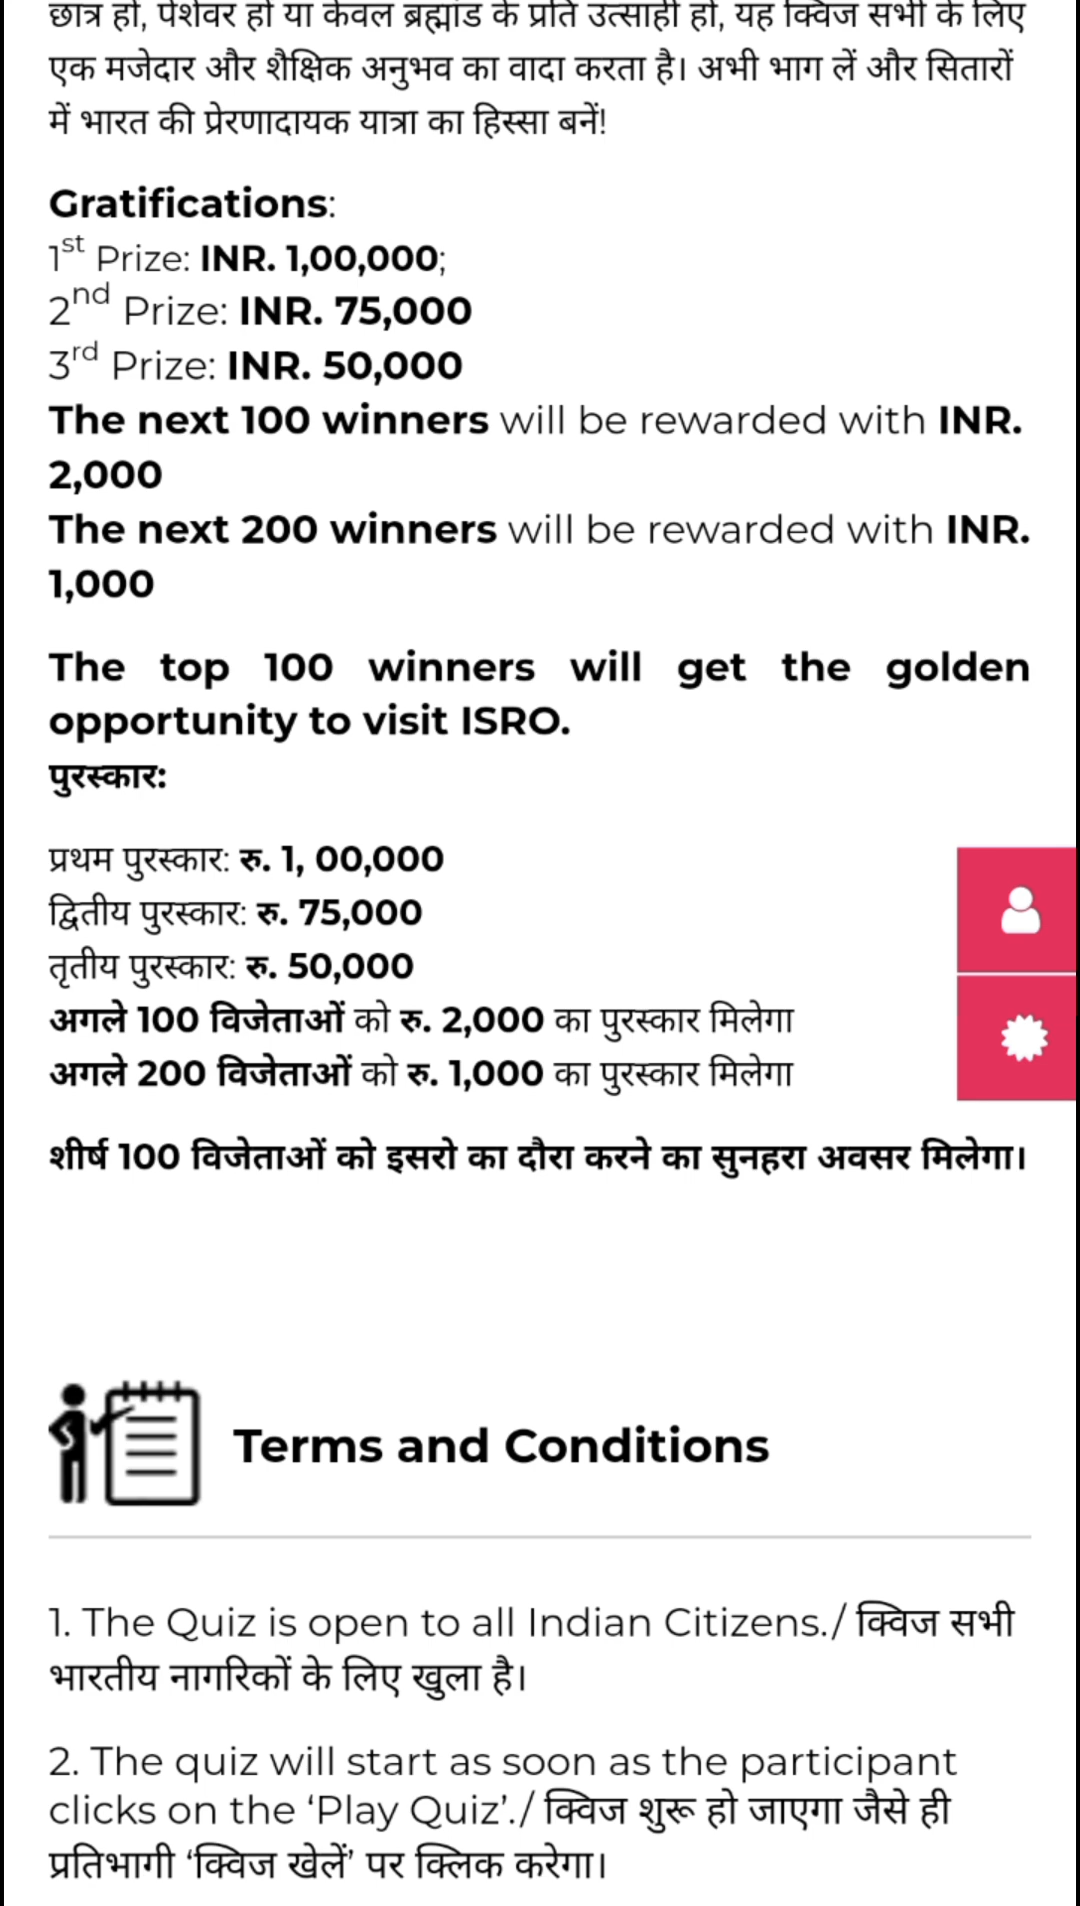 छात्र हों, पेशेवर हों या केवल ब्रह्मांड के प्रति उत्साही हों, यह क्विज सभी के लिए
एक मजेदार और शैक्षिक अनुभव का वादा करता है। अभी भाग लें और सितारों
में भारत की प्रेरणादायक यात्रा का हिस्सा बनें!
Gratifications:
1st Prize: INR. 1,00,000;
2nd Prize: INR. 75,000
3rd Prize: INR. 50,000
The next 100 winners will be rewarded with INR.
2,000
The next 200 winners will be rewarded with INR.
1,000
The top 100 winners will get the golden
opportunity to visit ISRO.
पुरस्कार:
प्रथम पुरस्कार: रु. 1, 00,000
द्वितीय पुरस्कार: रु. 75,000
तृतीय पुरस्कार: रु. 50,000
अगले 100 विजेताओं को रु. 2,000 का पुरस्कार मिलेगा
अगले 200 विजेताओं को रु. 1,000 का पुरस्कार मिलेगा
शीर्ष 100 विजेताओं को इसरो का दौरा करने का सुनहरा अवसर मिलेगा।
Terms and Conditions
1. The Quiz is open to all Indian Citizens./ क्विज सभी
भारतीय नागरिकों के लिए खुला है।
2. The quiz will start as soon as the participant
clicks on the ‘Play Quiz’./ क्विज शुरू हो जाएगा जैसे ही
प्रतिभागी ‘क्विज खेलें’ पर क्लिक करेगा।